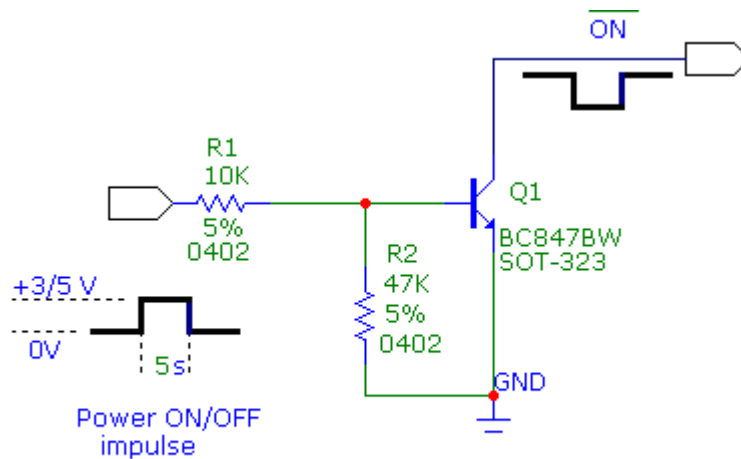 ON
R1
10K
5%
0402
Q1
BC847BW
SOT-323
R2
47K
5%
0402
+3/5 V
0V
5s
GND
Power ON/OFF
impulse